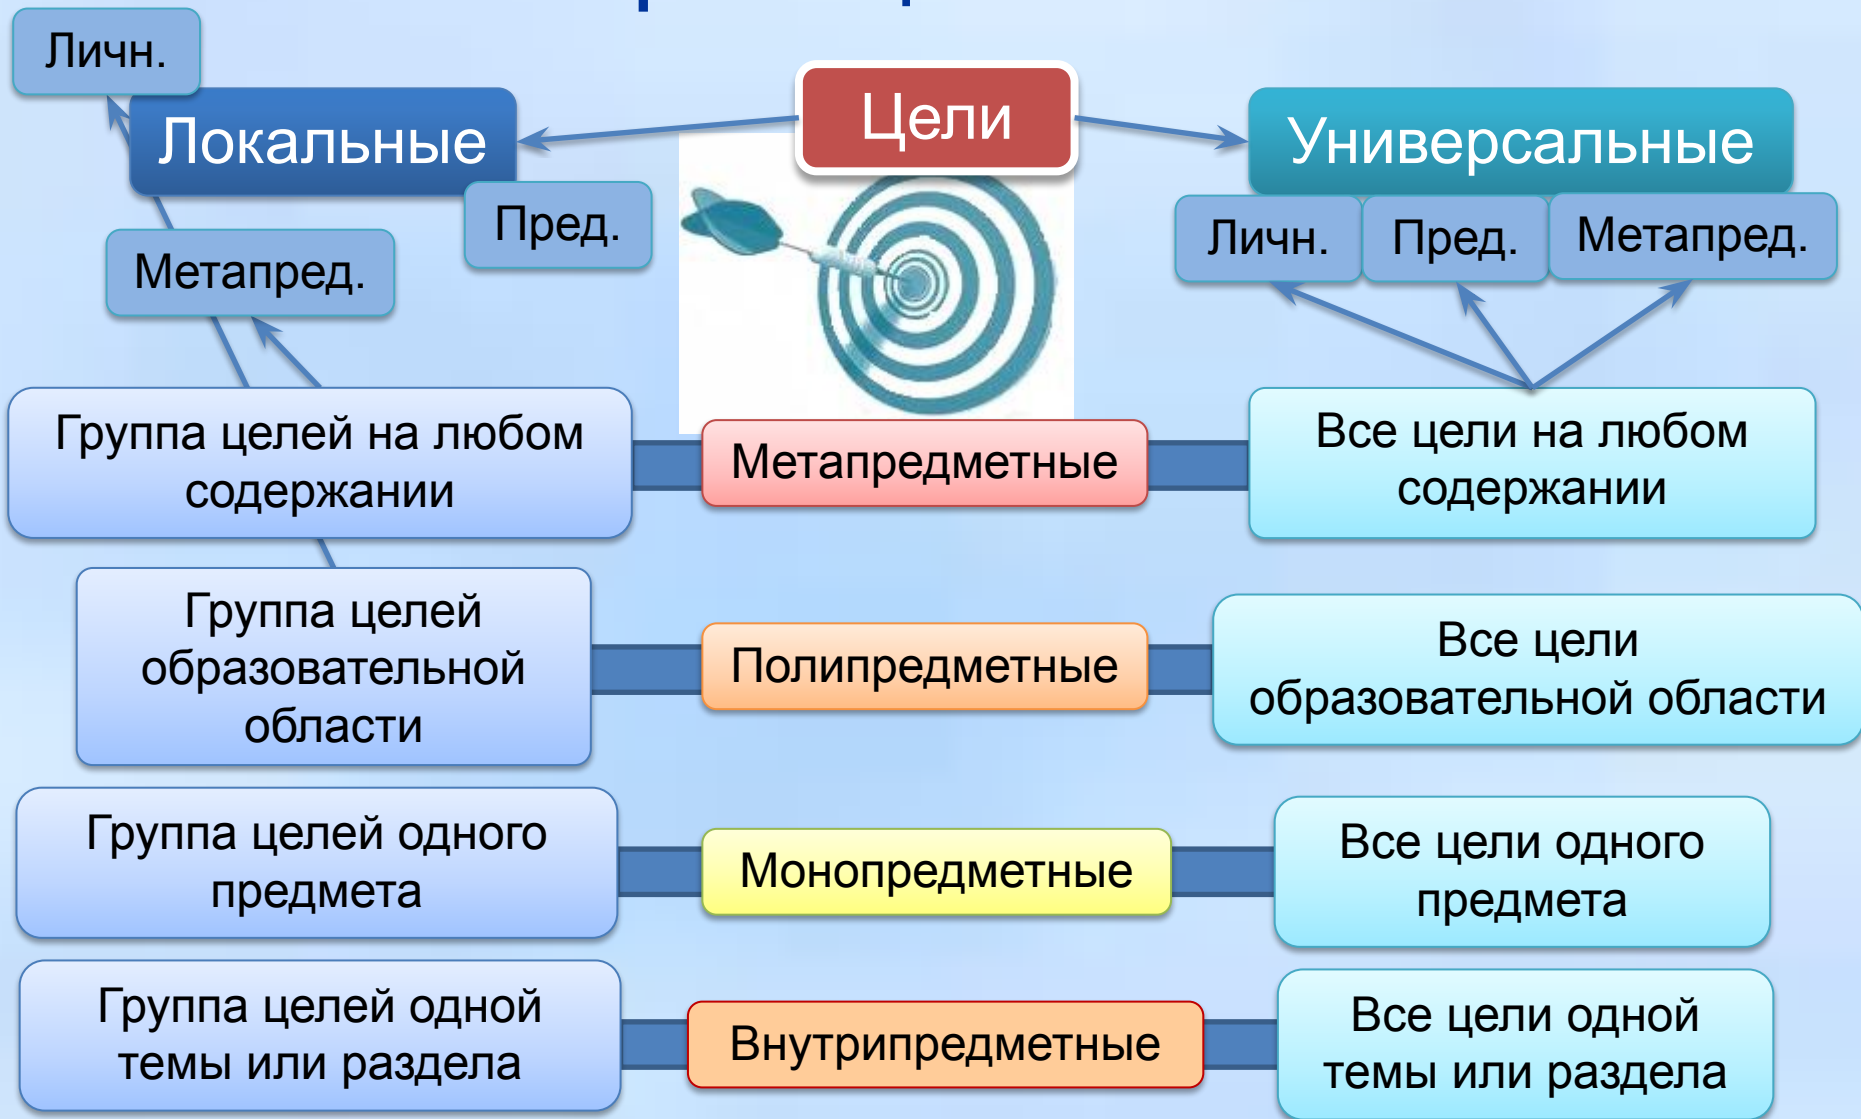 Личн.
Цели
Локальные
Универсальные
Пред.
Метапред.
Личн.
Пред.
Метапред.
Группа целей на любом
содержании
Метапредметные
Все цели на любом
содержании
Группа целей
образовательной
области
Полипредметные
Все цели
образовательной области
Группа целей одного
предмета
Монопредметные
Все цели одного
предмета
Группа целей одной
темы или раздела
Внутрипредметные
Все цели одной
темы или раздела